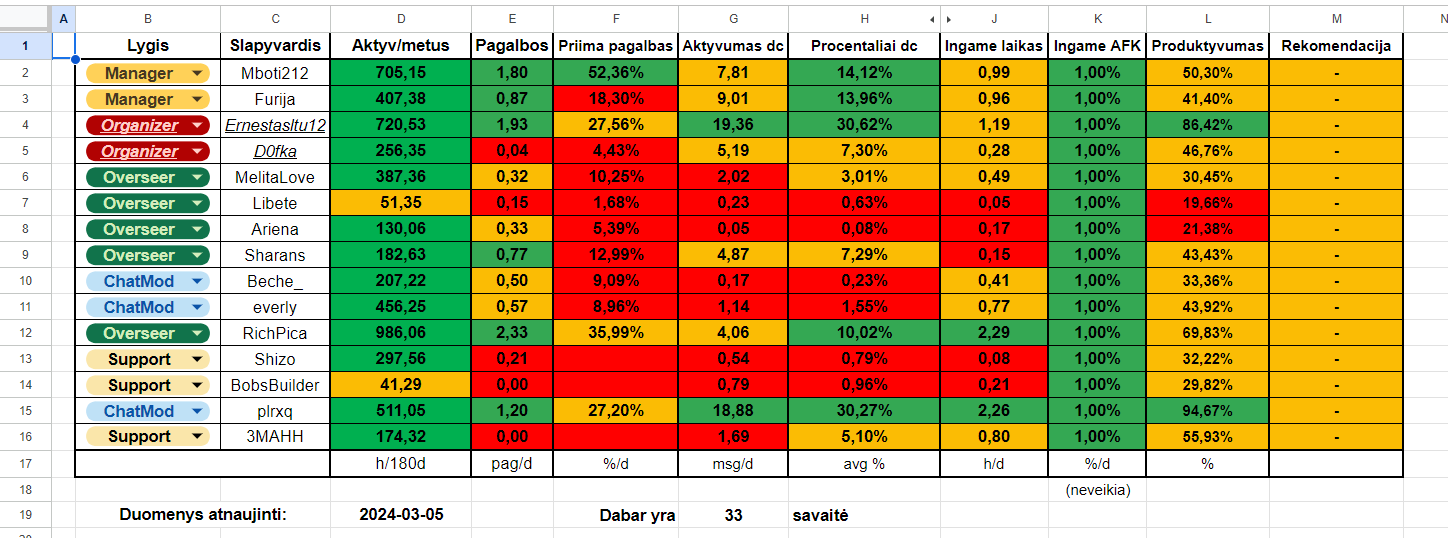 A B C D E F G H J K L M N
1 Lygis Slapyvardis Aktyv/metus Pagalbos Priima pagalbas Aktyvumas dc Procentaliai dc Ingame laikas Ingame AFK Produktyvumas Rekomendacija
2 Manager Mboti212 705,15 1,80 52,36% 7,81 14,12% 0,99 1,00% 50,30% -
3 Manager Furija 407,38 0,87 18,30% 9,01 13,96% 0,96 1,00% 41,40% -
4 Organizer Ernestasltu12 720,53 1,93 27,56% 19,36 30,62% 1,19 1,00% 86,42% -
5 Organizer D0fka 256,35 0,04 4,43% 5,19 7,30% 0,28 1,00% 46,76% -
6 Overseer MelitaLove 387,36 0,32 10,25% 2,02 3,01% 0,49 1,00% 30,45% -
7 Overseer Libete 51,35 0,15 1,68% 0,23 0,63% 0,05 1,00% 19,66% -
8 Overseer Ariena 130,06 0,33 5,39% 0,05 0,08% 0,17 1,00% 21,38% -
9 Overseer Sharans 182,63 0,77 12,99% 4,87 7,29% 0,15 1,00% 43,43% -
10 ChatMod Beche_ 207,22 0,50 9,09% 0,17 0,23% 0,41 1,00% 33,36% -
11 ChatMod everly 456,25 0,57 8,96% 1,14 1,55% 0,77 1,00% 43,92% -
12 Overseer RichPica 986,06 2,33 35,99% 4,06 10,02% 2,29 1,00% 69,83% -
13 Support Shizo 297,56 0,21 0,54 0,79% 0,08 1,00% 32,22% -
14 Support BobsBuilder 41,29 0,00 0,79 0,96% 0,21 1,00% 29,82% -
15 ChatMod plrxq 511,05 1,20 27,20% 18,88 30,27% 2,26 1,00% 94,67% -
16 Support 3MAHH 174,32 0,00 1,69 5,10% 0,80 1,00% 55,93% -
17 h/180d pag/d %/d msg/d avg % h/d %/d %
18 (neveikia)
19 Duomenys atnaujinti: 2024-03-05 Dabar yra 33 savaitė